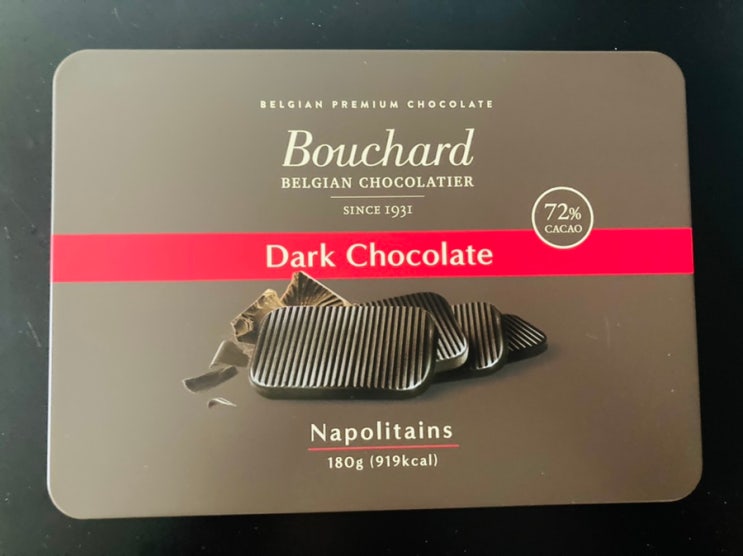 BELGIAN PREMIUM CHOCOLATE
Bouchard
BELGIAN CHOCOLATIER
SINCE 1931
72%
CACAO
Dark Chocolate
Napolitains
180g (919kcal)